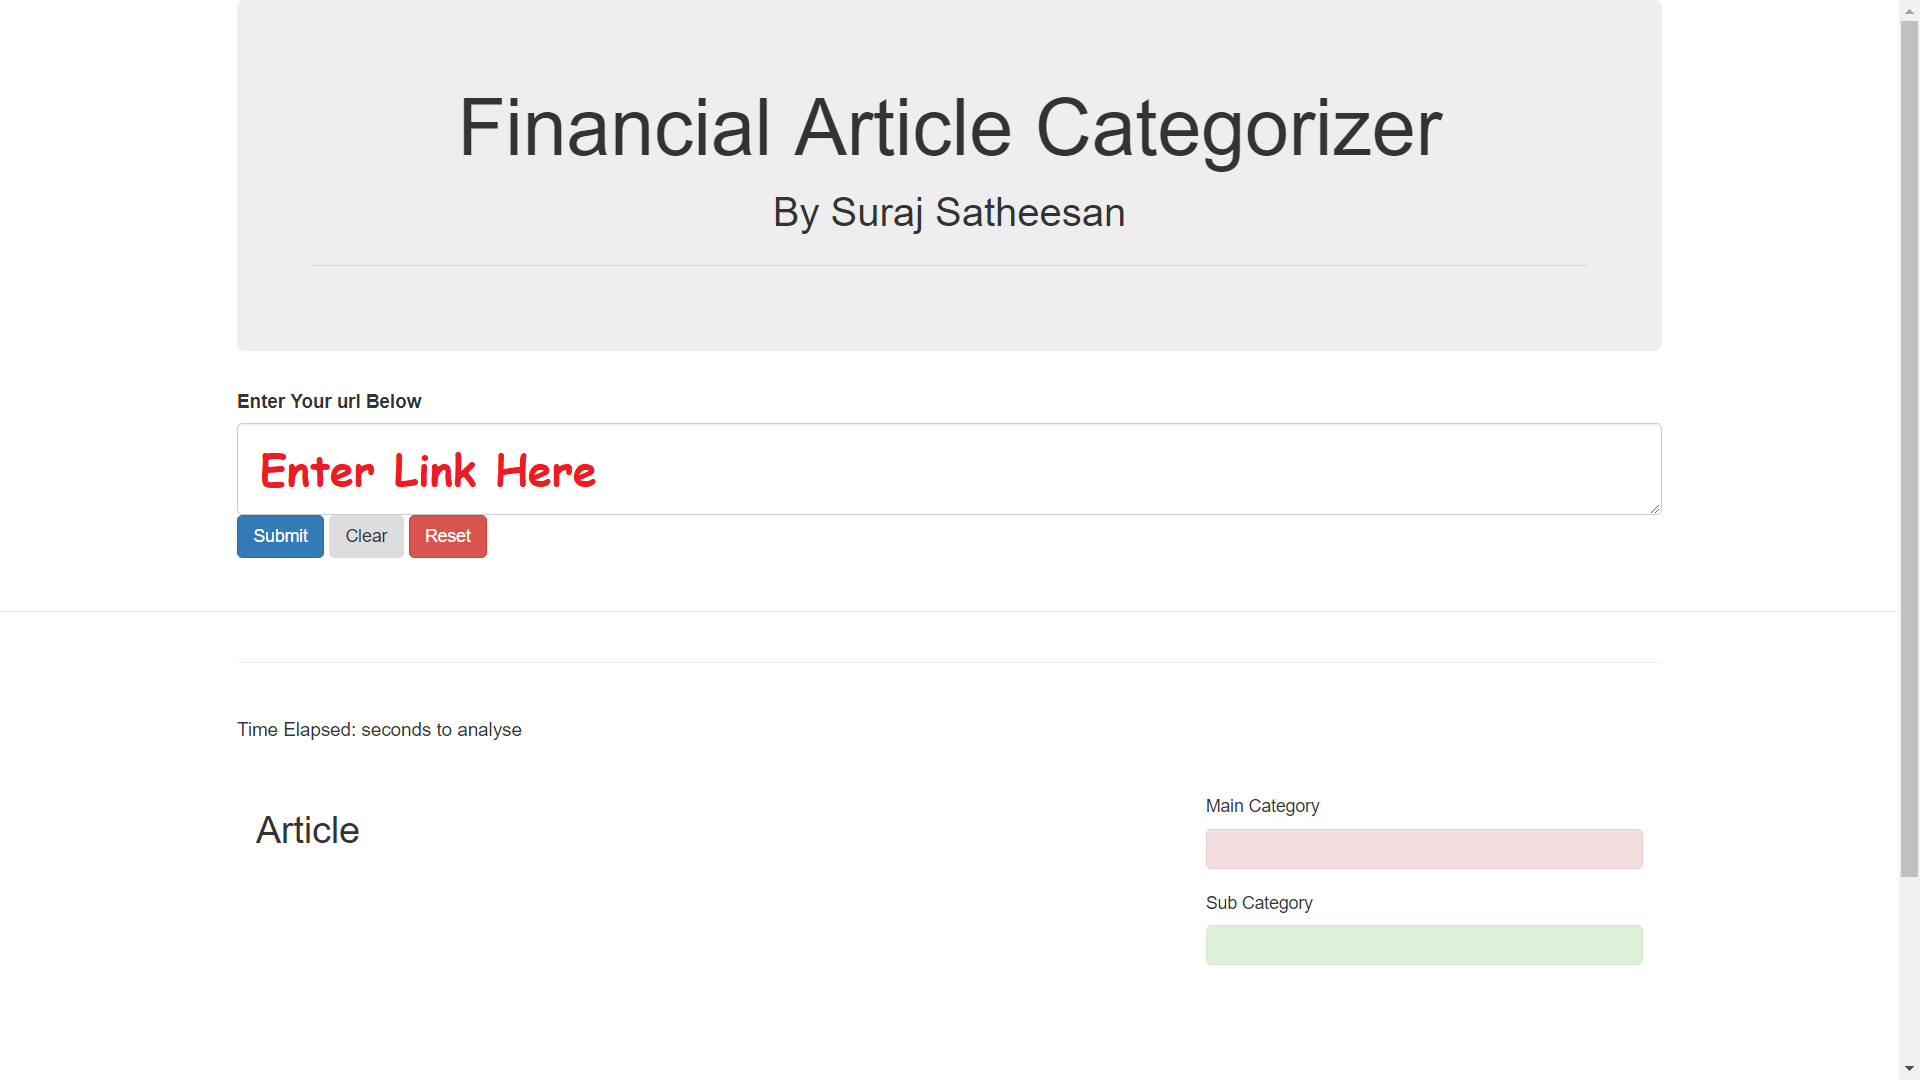 Financial Article Categorizer
By Suraj Satheesan
Enter Your url Below
Enter Link Here
Submit Clear Reset
Time Elapsed: seconds to analyse
Article
Main Category
Sub Category